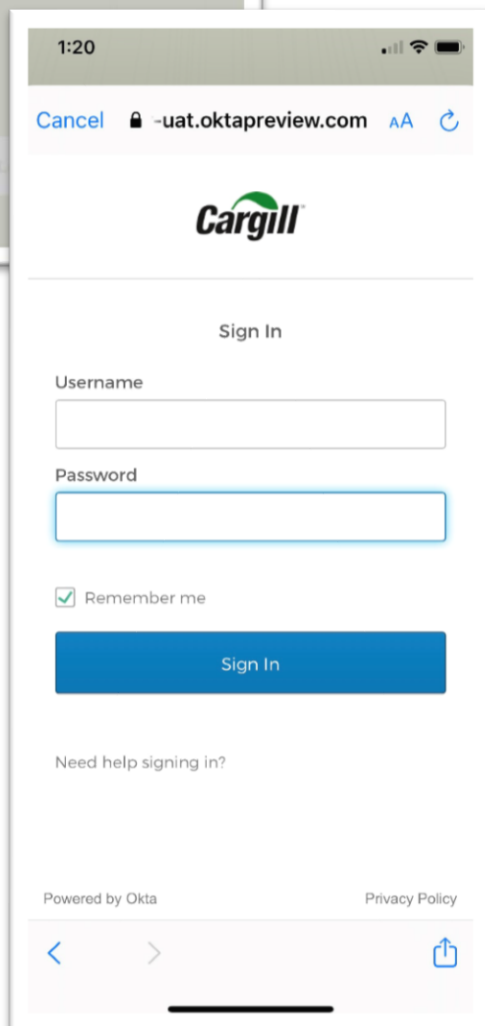 1:20
Cancel -uat.oktapreview.com AA
Cargill
Sign In
Username
Password
Remember me
Sign In
Need help signing in?
Powered by Okta Privacy Policy